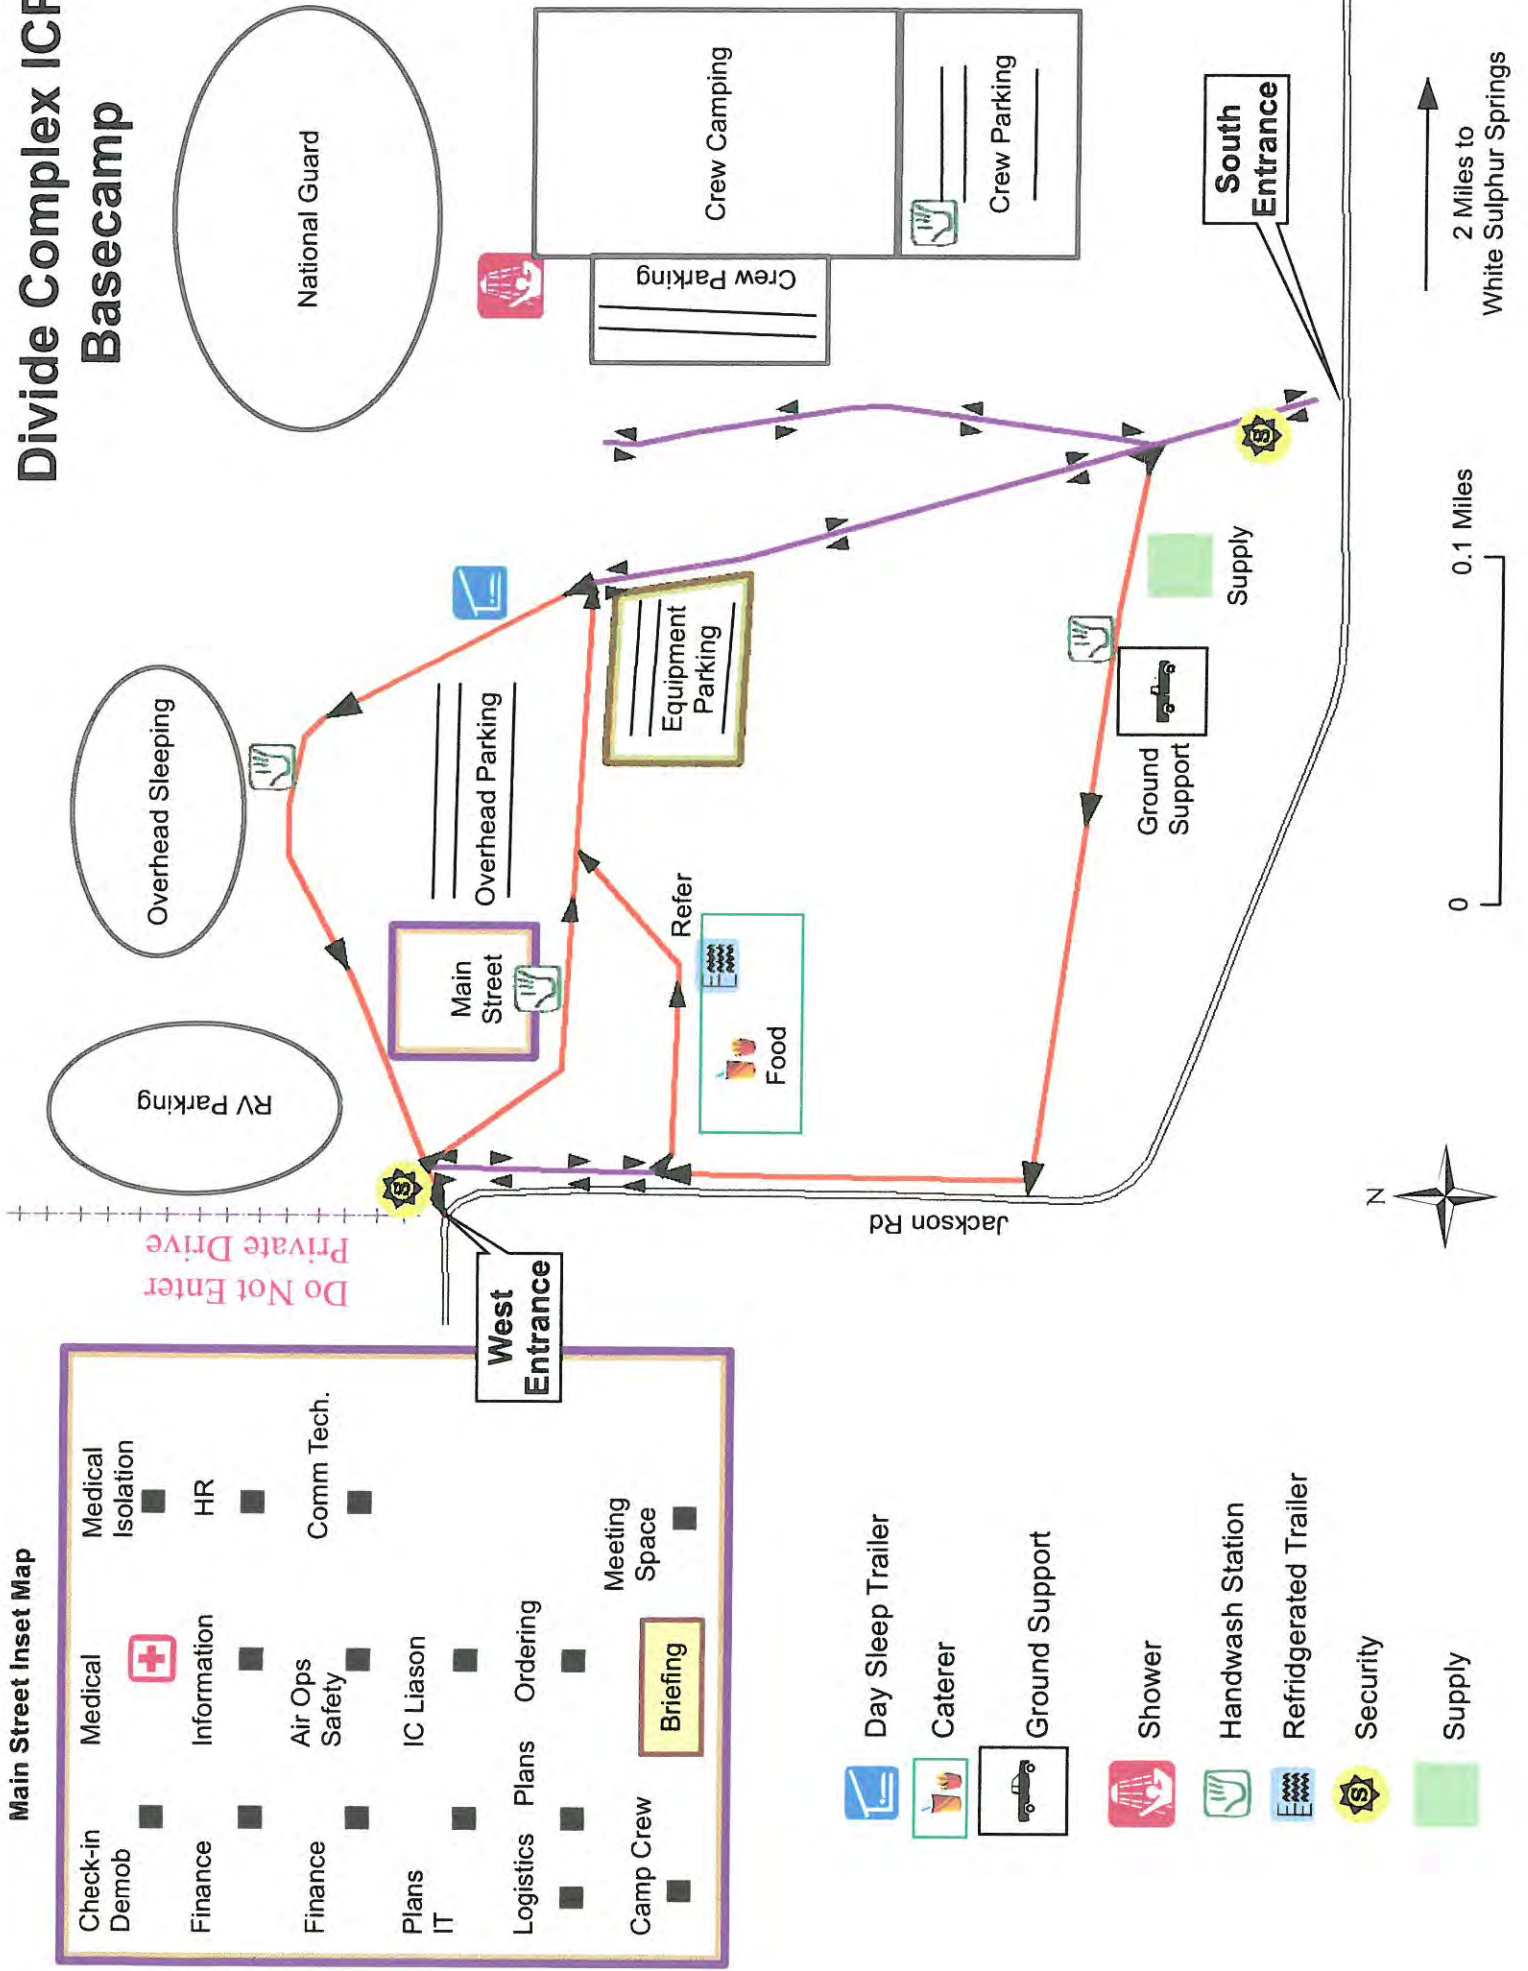 Divide Complex ICP
Basecamp
Main Street Inset Map
Check-in
Demob
Medical
Medical
Isolation
Finance
Information
HR
Finance
Air Ops
Safety
Comm Tech.
Plans
IT
IC Liason
Logistics
Plans
Ordering
Camp Crew
Briefing
Meeting
Space
Do Not Enter
Private Drive
West
Entrance
RV Parking
Overhead Sleeping
National Guard
Main
Street
Overhead Parking
Equipment
Parking
Refer
Food
Crew Parking
Crew Camping
Crew Parking
Jackson Rd
Ground
Support
Supply
South
Entrance
S
S
Day Sleep Trailer
Caterer
Ground Support
Shower
Handwash Station
Refridgerated Trailer
S
Security
Supply
N
0
0.1 Miles
2 Miles to
White Sulphur Springs